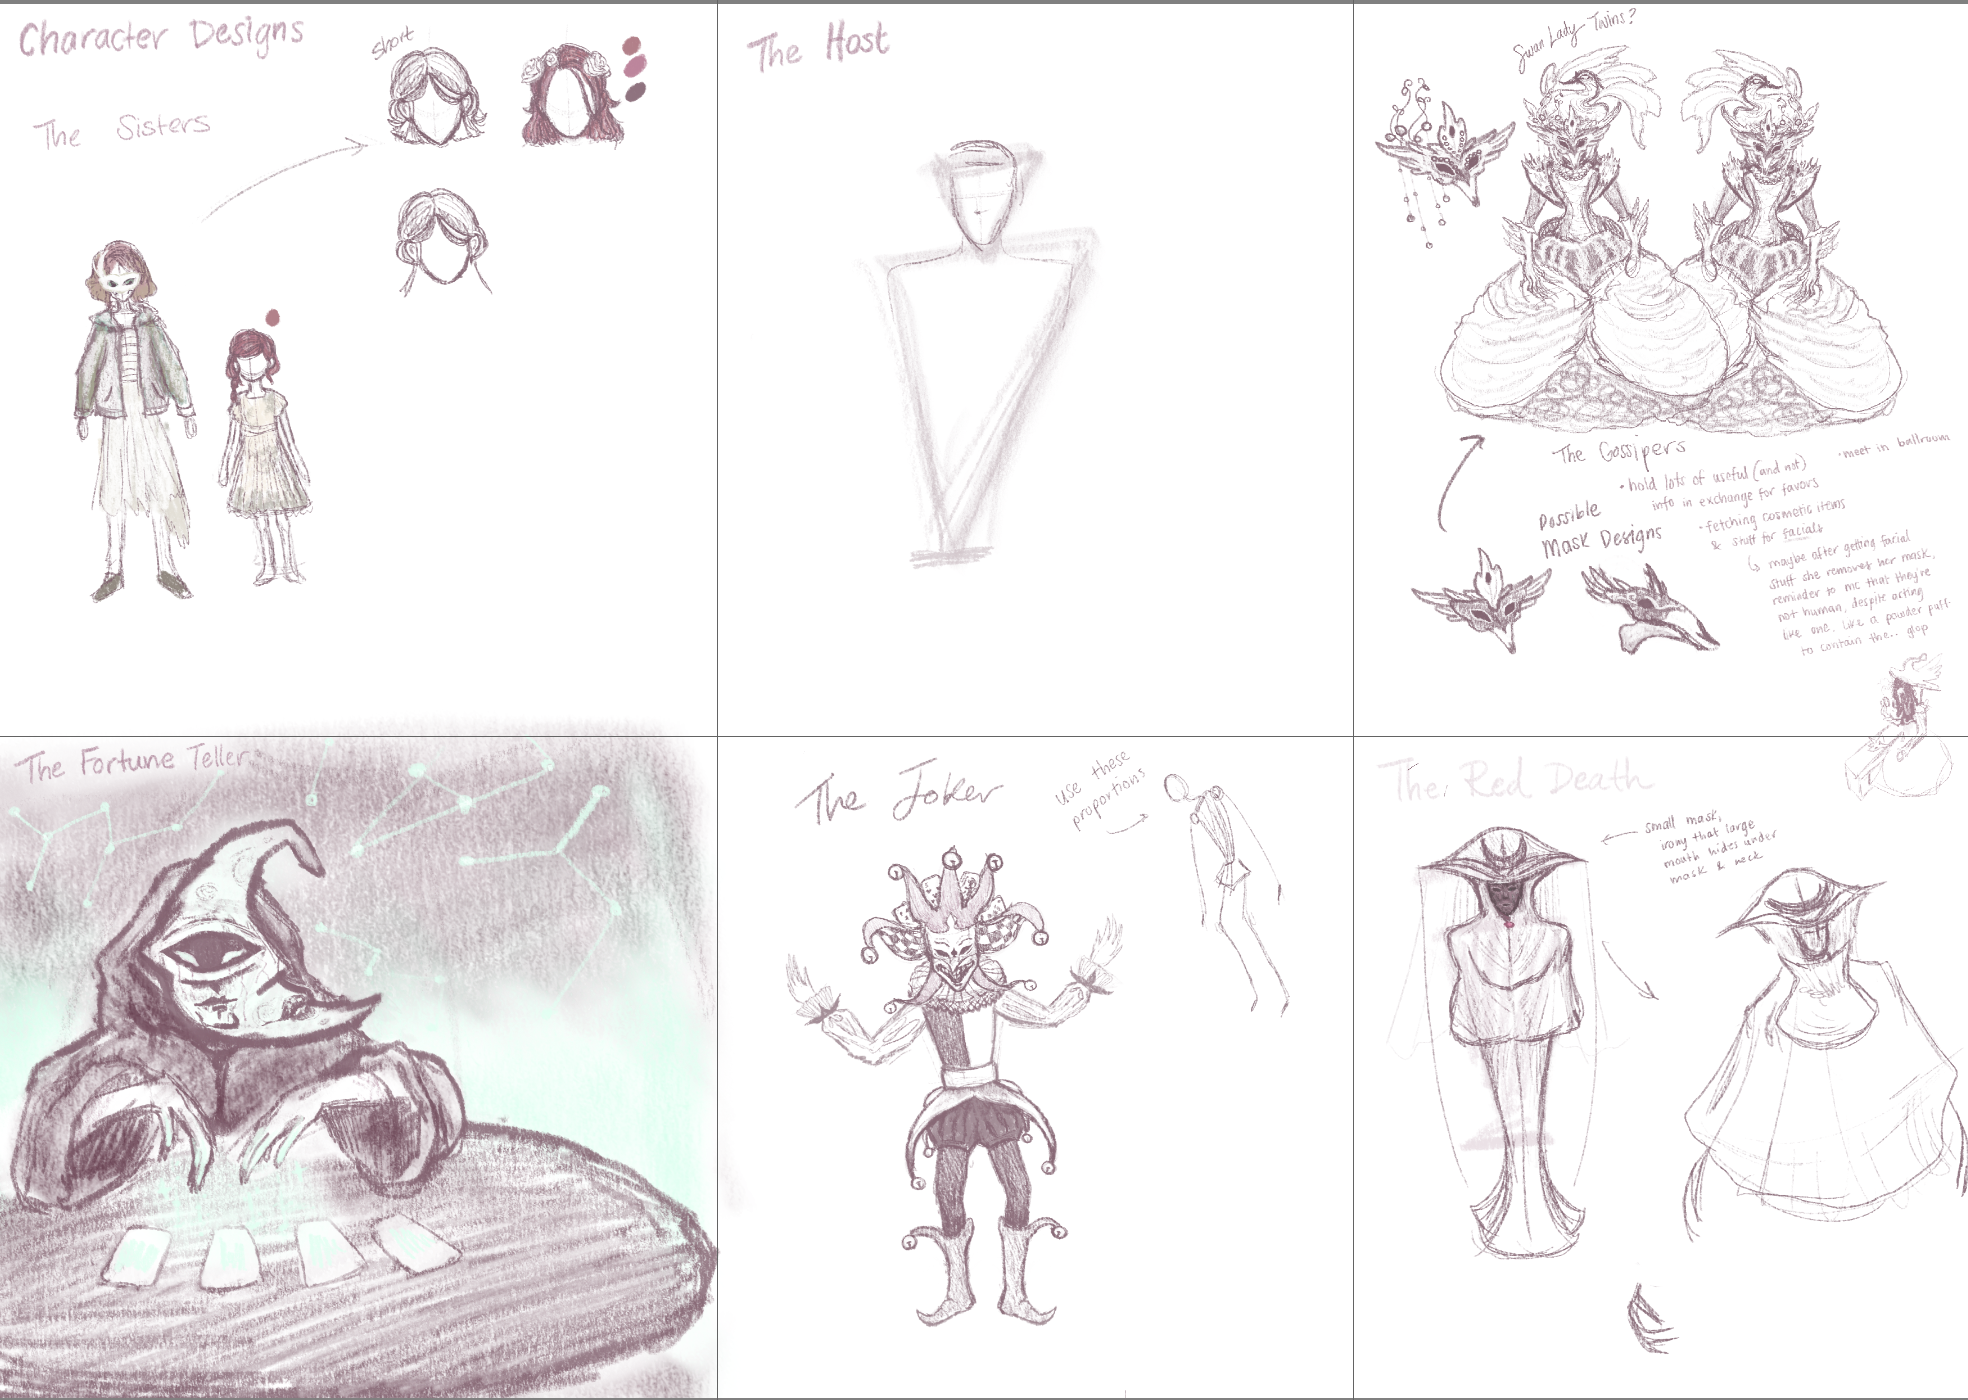 Character Designs
The Sisters
short
The Host
Swan Lady Twins?
The Gossipers
• meet in ballroom
• hold lots of useful (and not)
info in exchange for favors
• fetching cosmetic items
& stuff for facials
↳ maybe after getting facial
stuff she removes her mask,
reminder to mc that they're
not human, despite acting
like one. Like a powder puff
to contain the.. glop
Possible
Mask Designs
The Fortune Teller
The Joker
use these
proportions
The Red Death
small mask,
irony that large
mouth hides under
mask & neck